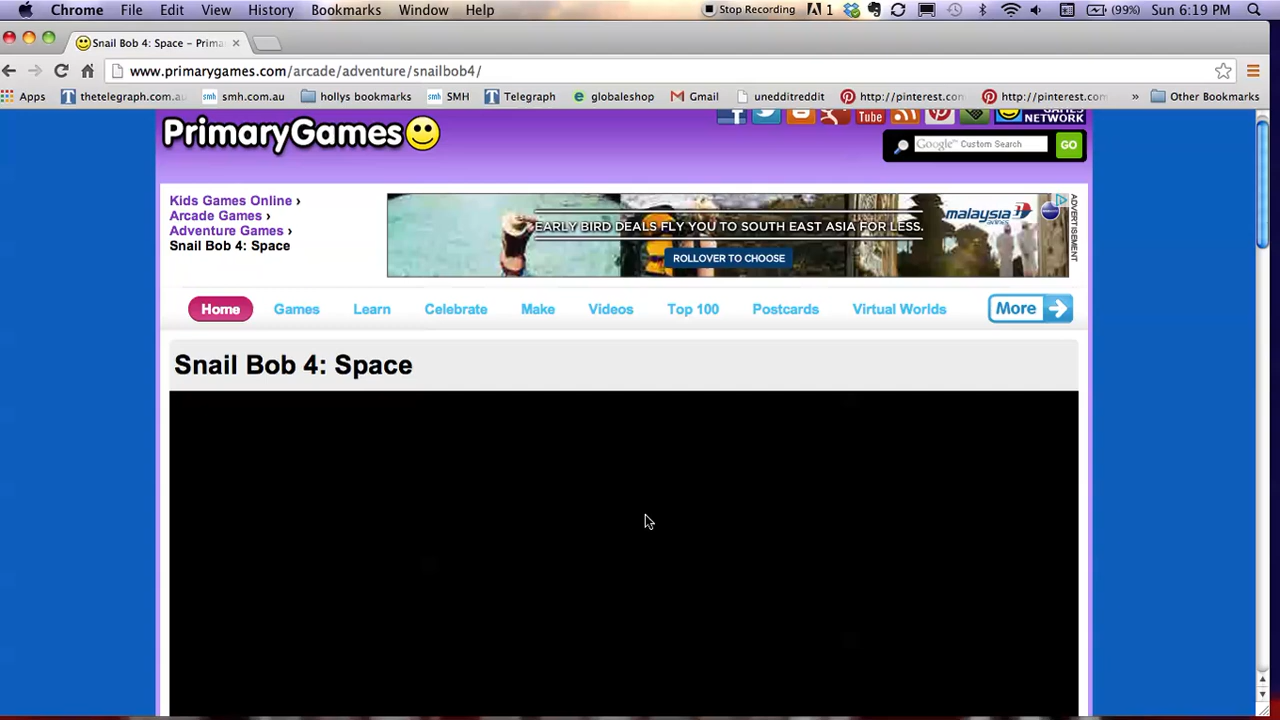 Chrome File Edit View History Bookmarks Window Help Stop Recording 1 (99%) Sun 6:19 PM
Snail Bob 4: Space – Prima
www.primarygames.com/arcade/adventure/snailbob4/
Apps thetelegraph.com.au smh.com.au hollys bookmarks SMH Telegraph globaleshop Gmail unedditreddit http://pinterest.com http://pinterest.com » Other Bookmarks
PrimaryGames
Tube
GAMES
NETWORK
Google™ Custom Search GO
Kids Games Online ›
Arcade Games ›
Adventure Games ›
Snail Bob 4: Space
EARLY BIRD DEALS FLY YOU TO SOUTH EAST ASIA FOR LESS.
ROLLOVER TO CHOOSE
malaysia
ADVERTISEMENT
Home Games Learn Celebrate Make Videos Top 100 Postcards Virtual Worlds More
Snail Bob 4: Space